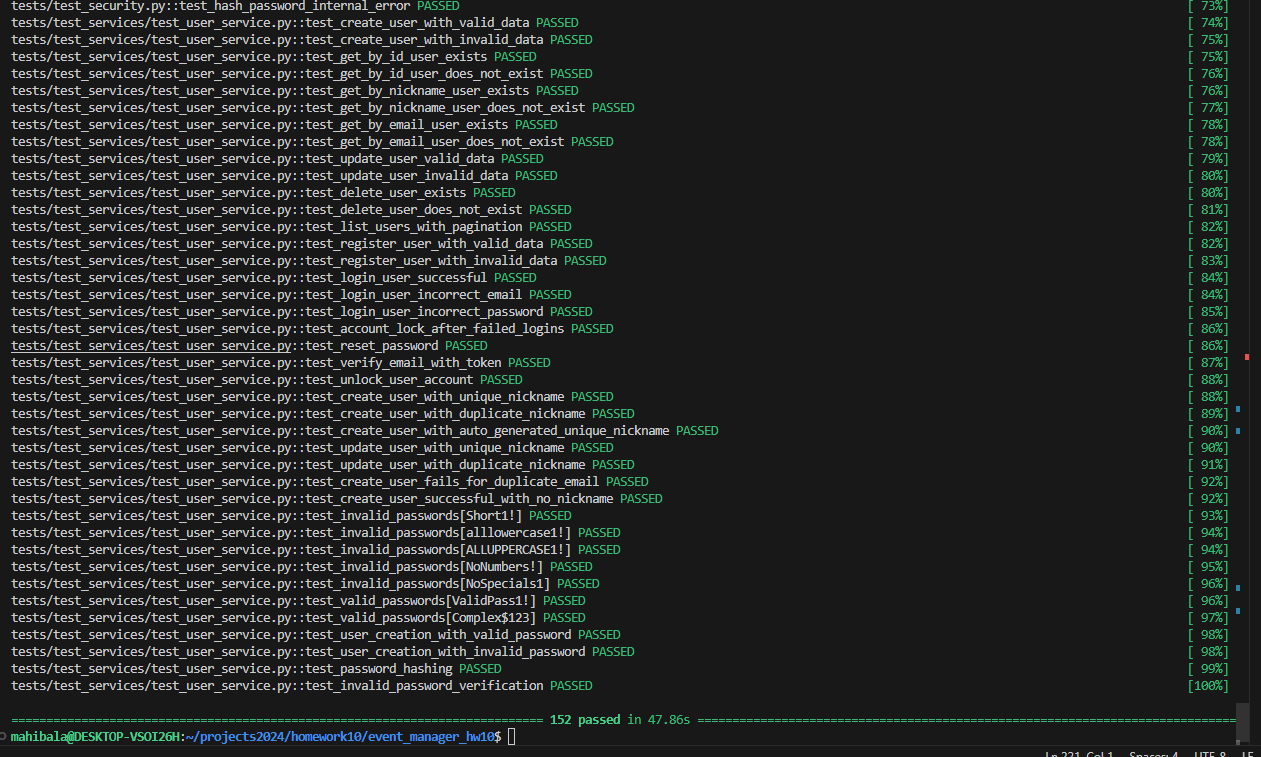 tests/test_security.py::test_hash_password_internal_error PASSED [ 73%]
tests/test_services/test_user_service.py::test_create_user_with_valid_data PASSED [ 74%]
tests/test_services/test_user_service.py::test_create_user_with_invalid_data PASSED [ 75%]
tests/test_services/test_user_service.py::test_get_by_id_user_exists PASSED [ 75%]
tests/test_services/test_user_service.py::test_get_by_id_user_does_not_exist PASSED [ 76%]
tests/test_services/test_user_service.py::test_get_by_nickname_user_exists PASSED [ 76%]
tests/test_services/test_user_service.py::test_get_by_nickname_user_does_not_exist PASSED [ 77%]
tests/test_services/test_user_service.py::test_get_by_email_user_exists PASSED [ 78%]
tests/test_services/test_user_service.py::test_get_by_email_user_does_not_exist PASSED [ 78%]
tests/test_services/test_user_service.py::test_update_user_valid_data PASSED [ 79%]
tests/test_services/test_user_service.py::test_update_user_invalid_data PASSED [ 80%]
tests/test_services/test_user_service.py::test_delete_user_exists PASSED [ 80%]
tests/test_services/test_user_service.py::test_delete_user_does_not_exist PASSED [ 81%]
tests/test_services/test_user_service.py::test_list_users_with_pagination PASSED [ 82%]
tests/test_services/test_user_service.py::test_register_user_with_valid_data PASSED [ 82%]
tests/test_services/test_user_service.py::test_register_user_with_invalid_data PASSED [ 83%]
tests/test_services/test_user_service.py::test_login_user_successful PASSED [ 84%]
tests/test_services/test_user_service.py::test_login_user_incorrect_email PASSED [ 84%]
tests/test_services/test_user_service.py::test_login_user_incorrect_password PASSED [ 85%]
tests/test_services/test_user_service.py::test_account_lock_after_failed_logins PASSED [ 86%]
tests/test_services/test_user_service.py::test_reset_password PASSED [ 86%]
tests/test_services/test_user_service.py::test_verify_email_with_token PASSED [ 87%]
tests/test_services/test_user_service.py::test_unlock_user_account PASSED [ 88%]
tests/test_services/test_user_service.py::test_create_user_with_unique_nickname PASSED [ 88%]
tests/test_services/test_user_service.py::test_create_user_with_duplicate_nickname PASSED [ 89%]
tests/test_services/test_user_service.py::test_create_user_with_auto_generated_unique_nickname PASSED [ 90%]
tests/test_services/test_user_service.py::test_update_user_with_unique_nickname PASSED [ 90%]
tests/test_services/test_user_service.py::test_update_user_with_duplicate_nickname PASSED [ 91%]
tests/test_services/test_user_service.py::test_create_user_fails_for_duplicate_email PASSED [ 92%]
tests/test_services/test_user_service.py::test_create_user_successful_with_no_nickname PASSED [ 92%]
tests/test_services/test_user_service.py::test_invalid_passwords[Short1!] PASSED [ 93%]
tests/test_services/test_user_service.py::test_invalid_passwords[alllowercase1!] PASSED [ 94%]
tests/test_services/test_user_service.py::test_invalid_passwords[ALLUPPERCASE1!] PASSED [ 94%]
tests/test_services/test_user_service.py::test_invalid_passwords[NoNumbers!] PASSED [ 95%]
tests/test_services/test_user_service.py::test_invalid_passwords[NoSpecials1] PASSED [ 96%]
tests/test_services/test_user_service.py::test_valid_passwords[ValidPass1!] PASSED [ 96%]
tests/test_services/test_user_service.py::test_valid_passwords[Complex$123] PASSED [ 97%]
tests/test_services/test_user_service.py::test_user_creation_with_valid_password PASSED [ 98%]
tests/test_services/test_user_service.py::test_user_creation_with_invalid_password PASSED [ 98%]
tests/test_services/test_user_service.py::test_password_hashing PASSED [ 99%]
tests/test_services/test_user_service.py::test_invalid_password_verification PASSED [100%]
152 passed in 47.86s
mahibala@DESKTOP-VSOI26H:~/projects2024/homework10/event_manager_hw10$
Ln 221, Col 1 Spaces: 4 UTF-8 LF